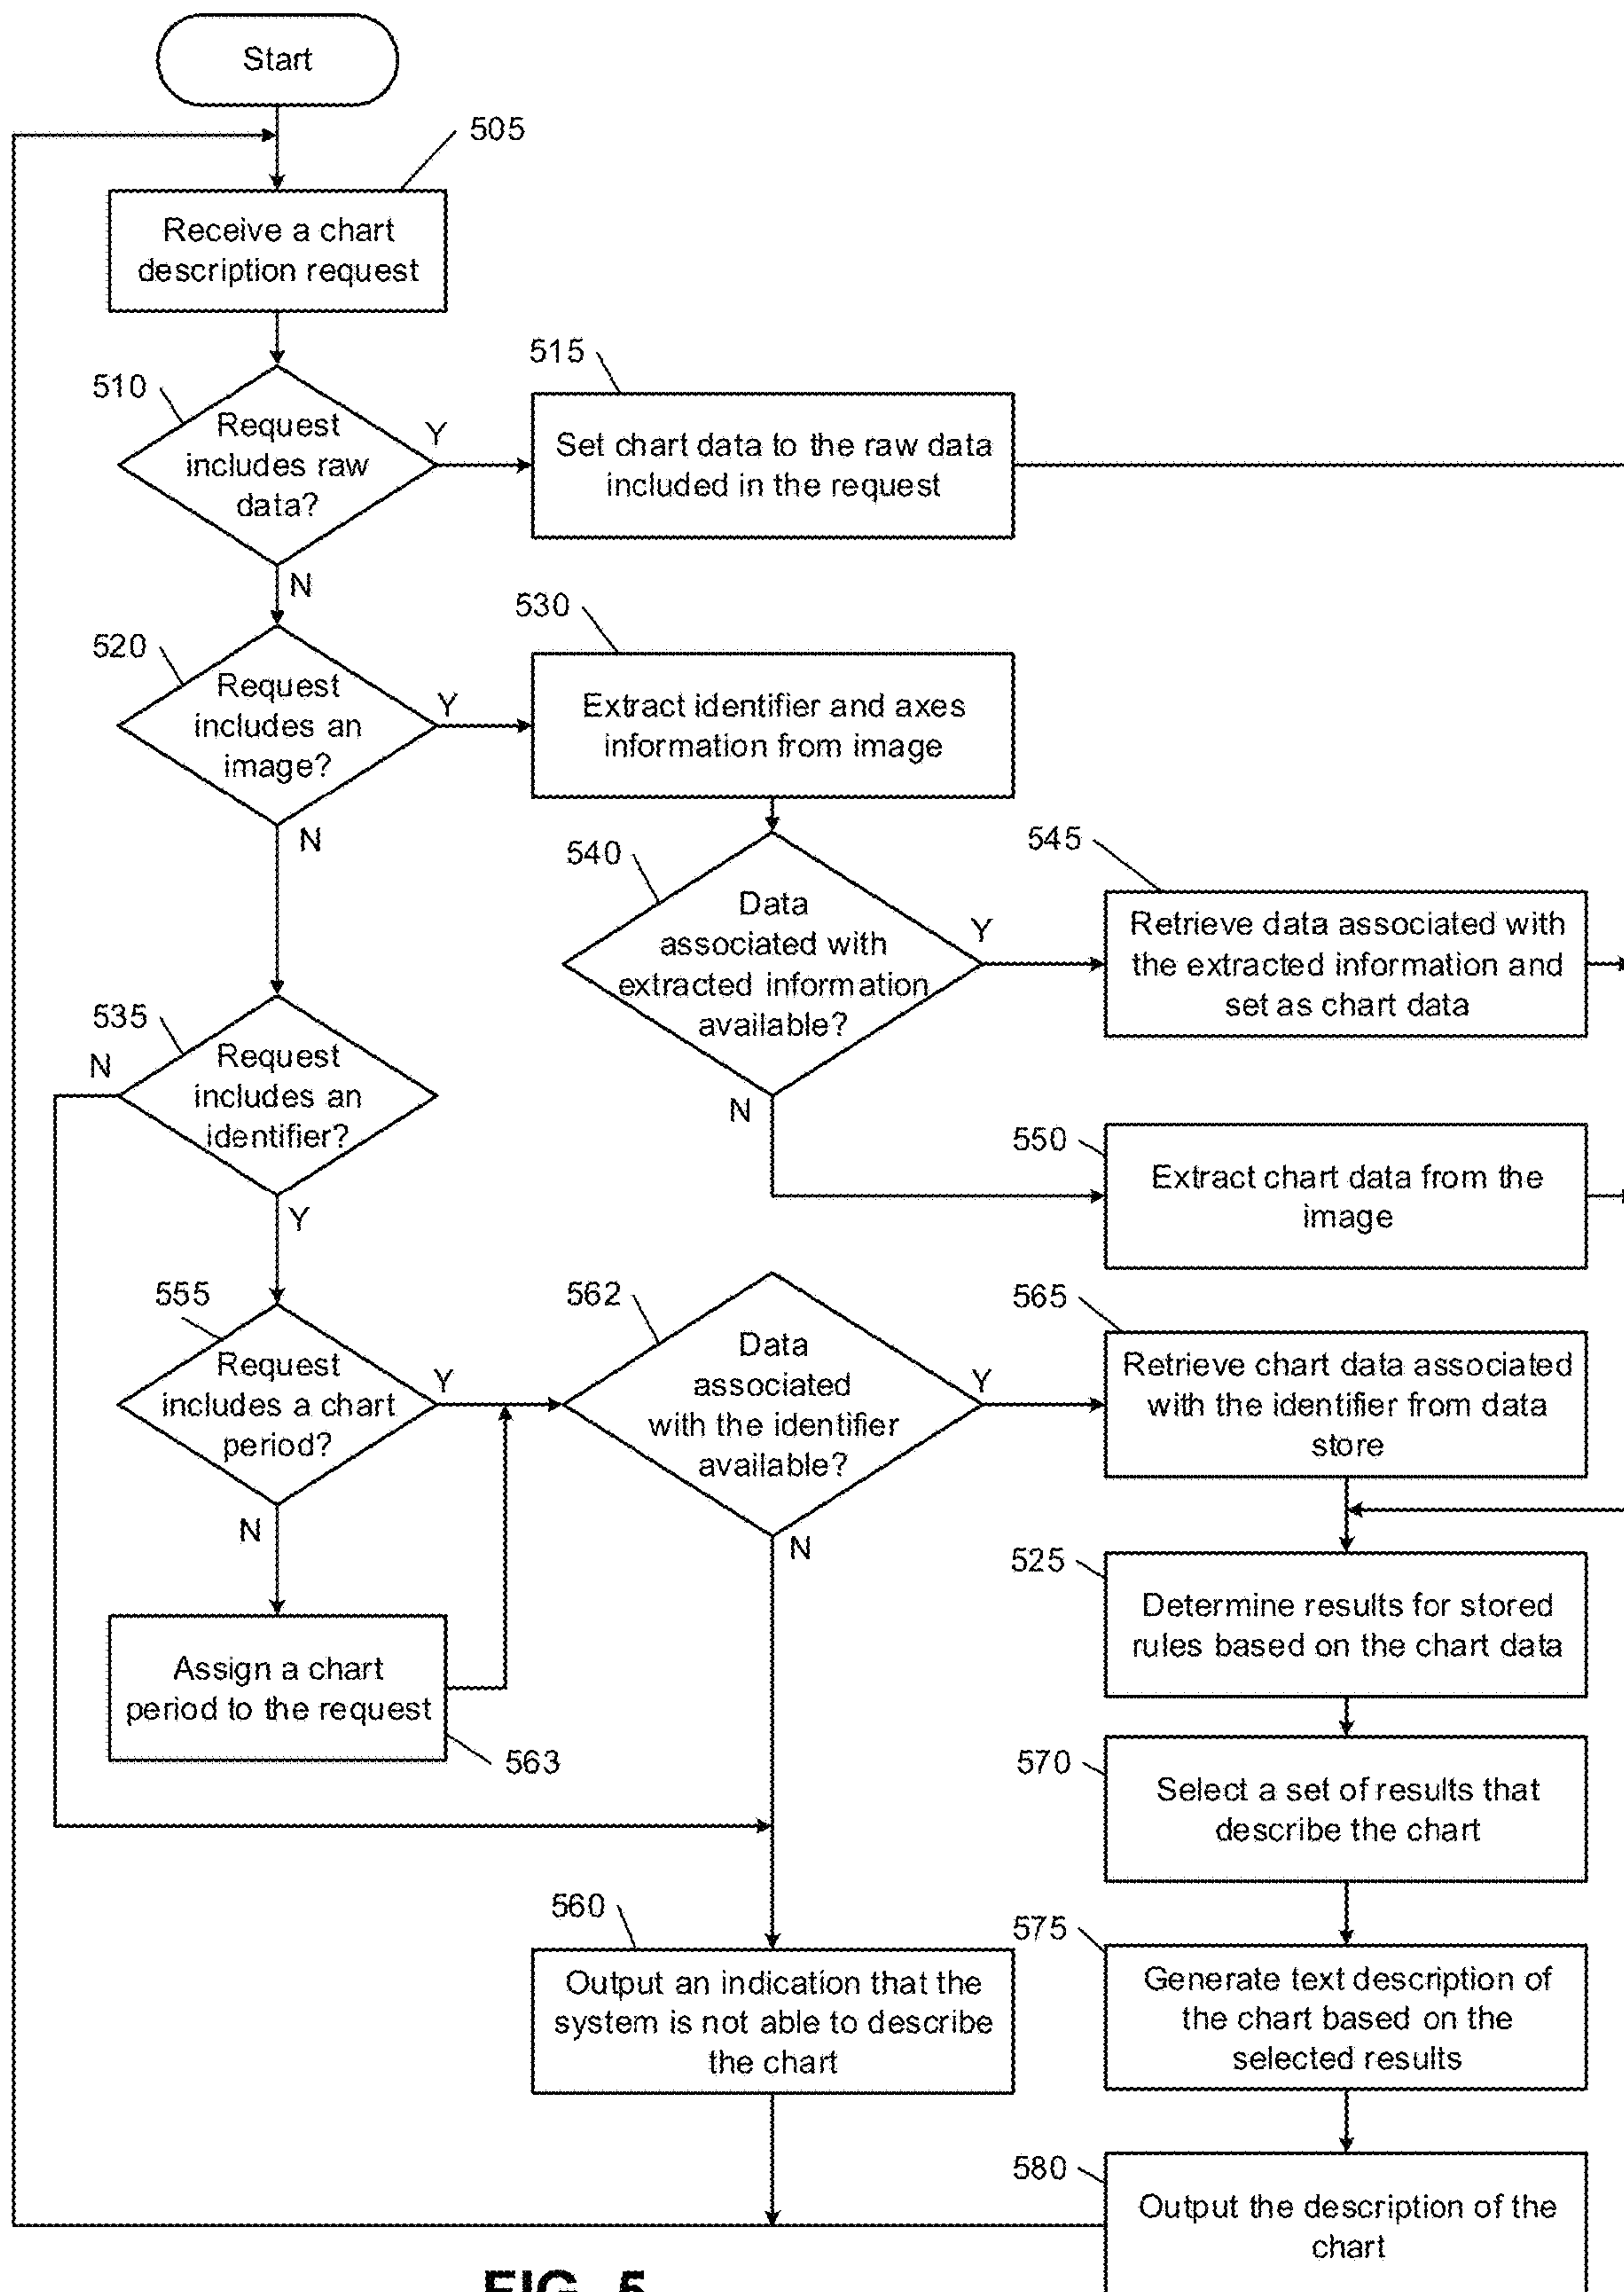 Start
505
Receive a chart
description request
510
Request
includes raw
data?
Y
N
515
Set chart data to the raw data
included in the request
520
Request
includes an
image?
Y
N
530
Extract identifier and axes
information from image
540
Data
associated with
extracted information
available?
Y
N
545
Retrieve data associated with
the extracted information and
set as chart data
535
N
Request
includes an
identifier?
Y
550
Extract chart data from the
image
555
Request
includes a chart
period?
Y
N
562
Data
associated
with the identifier
available?
Y
N
565
Retrieve chart data associated
with the identifier from data
store
525
Determine results for stored
rules based on the chart data
Assign a chart
period to the request
563
570
Select a set of results that
describe the chart
560
Output an indication that the
system is not able to describe
the chart
575
Generate text description of
the chart based on the
selected results
580
Output the description of the
chart
FIG. 5